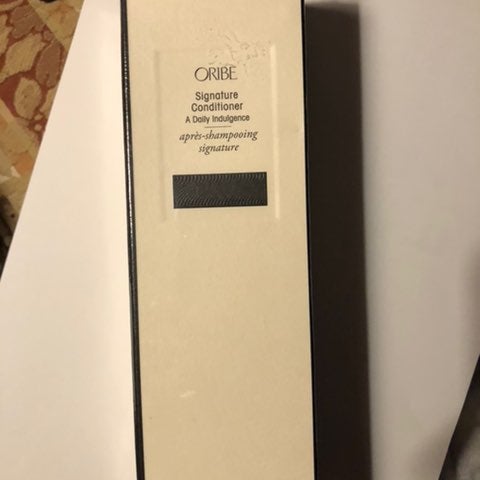 ORIBE
Signature
Conditioner
A Daily Indulgence
après-shampooing
signature